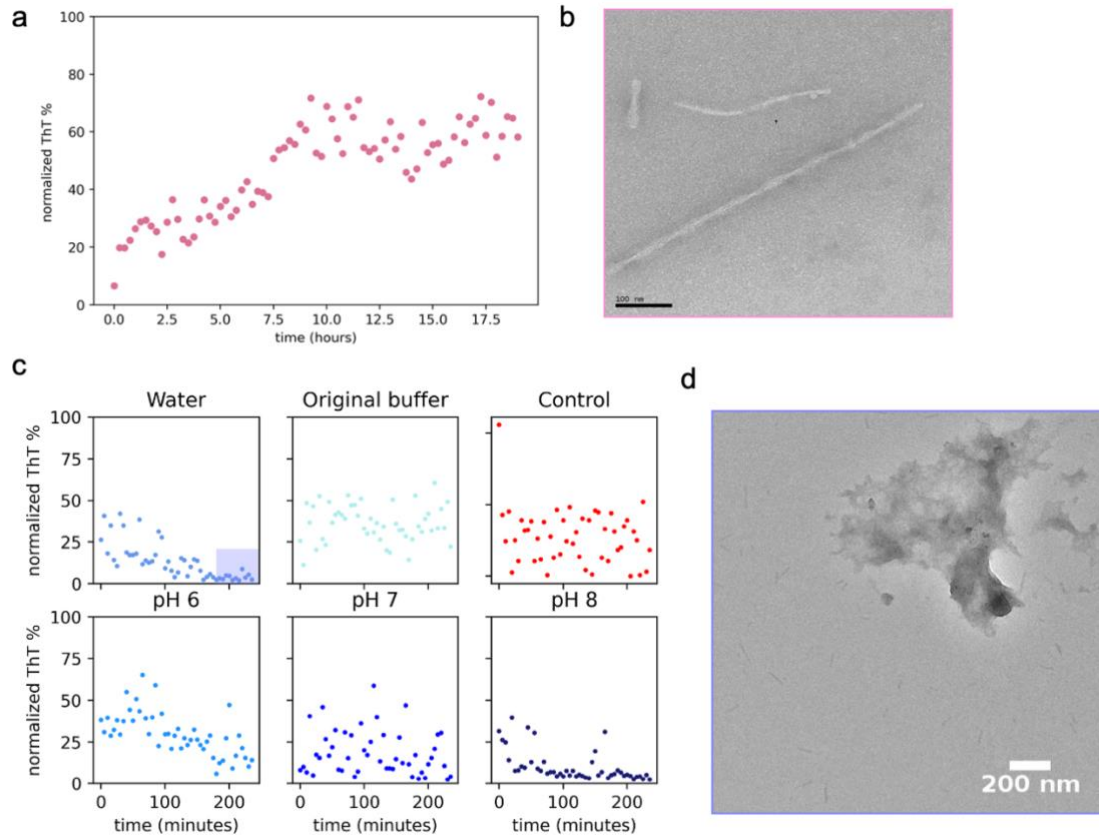 a
100
80
60
40
20
0
normalized ThT %
0.0 2.5 5.0 7.5 10.0 12.5 15.0 17.5
time (hours)
b
100 nm
c
Water Original buffer Control
100
75
50
25
0
normalized ThT %
pH 6 pH 7 pH 8
100
75
50
25
0
normalized ThT %
0 200 0 200 0 200
time (minutes) time (minutes) time (minutes)
d
200 nm